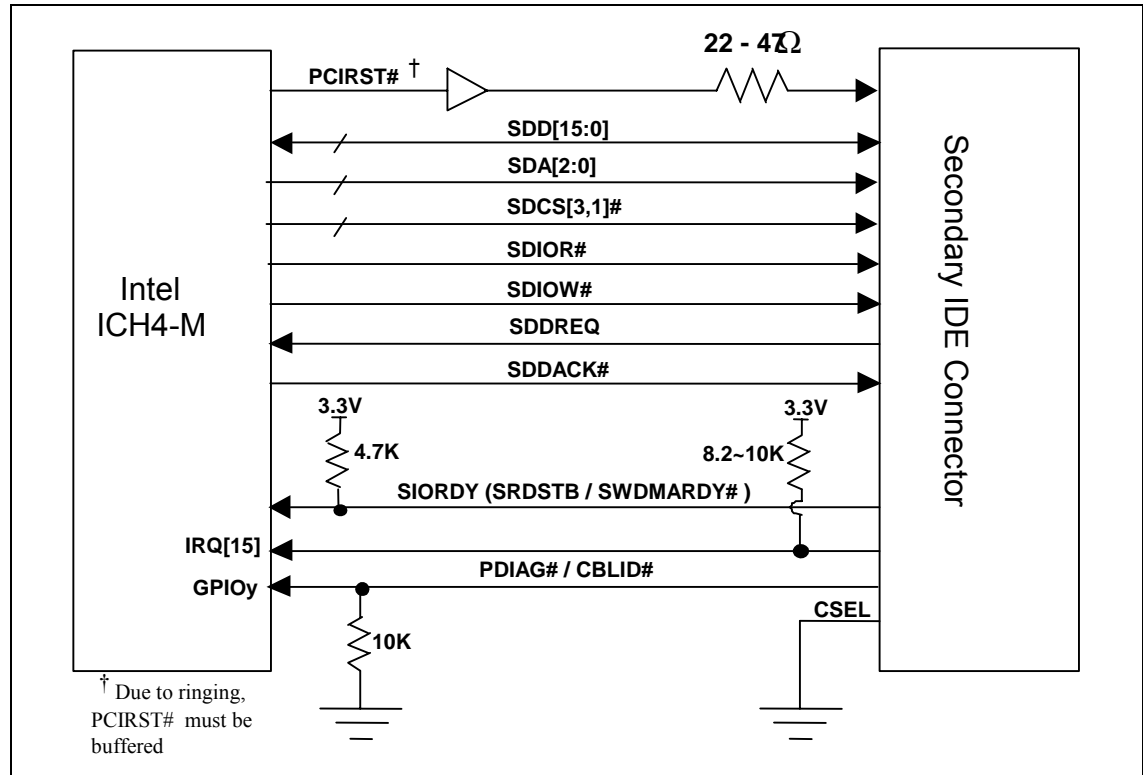 22 - 47Ω
PCIRST# †
SDD[15:0]
SDA[2:0]
SDCS[3,1]#
SDIOR#
SDIOW#
SDDREQ
SDDACK#
Intel
ICH4-M
Secondary IDE Connector
3.3V
3.3V
4.7K
8.2~10K
SIORDY (SRDSTB / SWDMARDY# )
IRQ[15]
PDIAG# / CBLID#
GPIOy
CSEL
10K
† Due to ringing,
PCIRST# must be
buffered